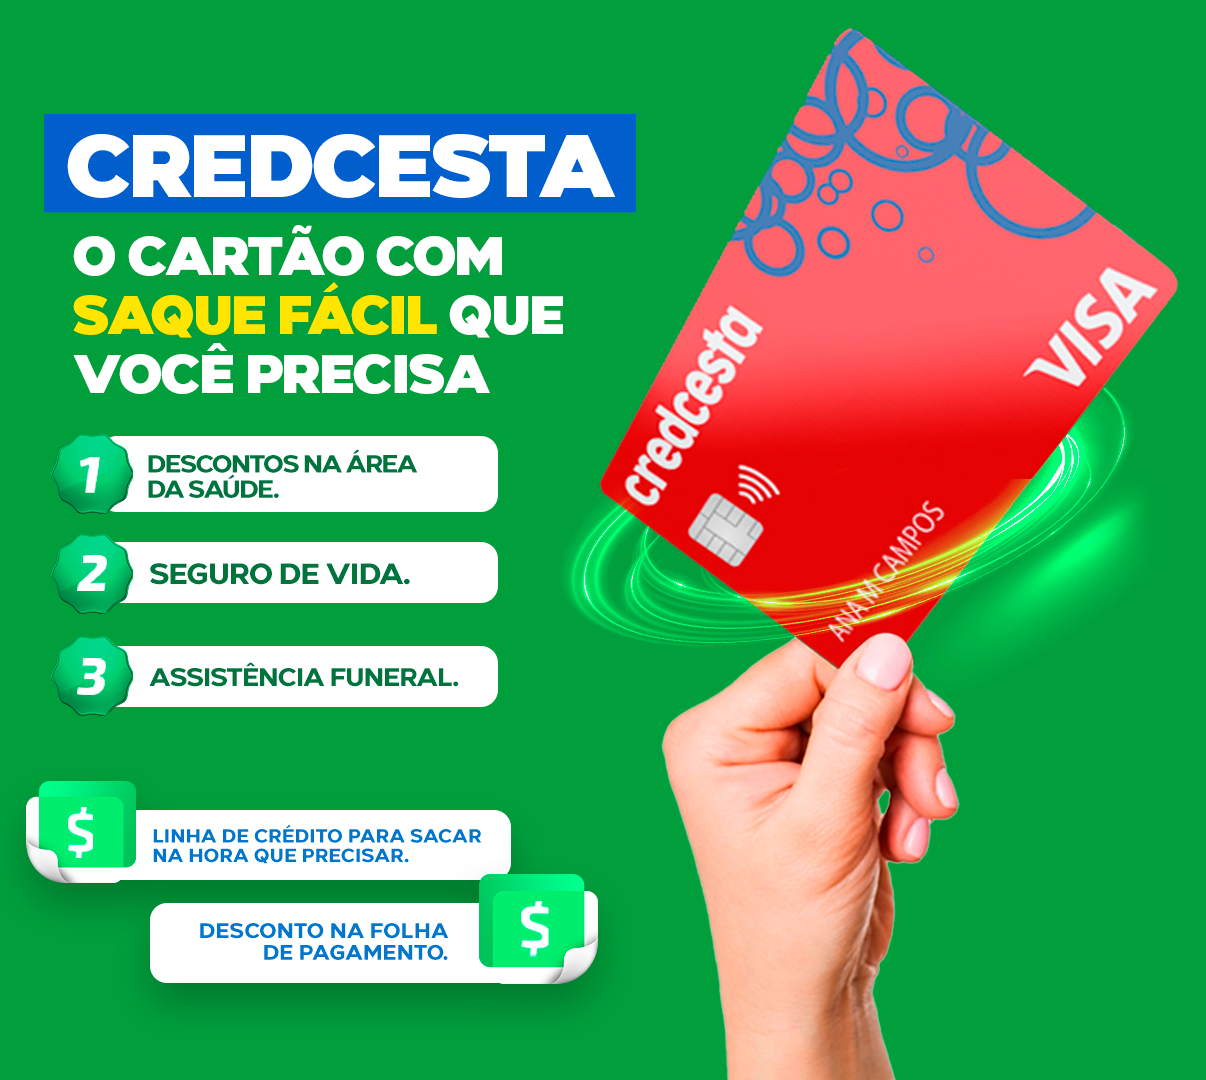 CREDCESTA
O CARTÃO COM
SAQUE FÁCIL QUE
VOCÊ PRECISA
1
DESCONTOS NA ÁREA
DA SAÚDE.
2
SEGURO DE VIDA.
3
ASSISTÊNCIA FUNERAL.
$
LINHA DE CRÉDITO PARA SACAR
NA HORA QUE PRECISAR.
DESCONTO NA FOLHA
DE PAGAMENTO.
$
credcesta
VISA
ANA M CAMPOS